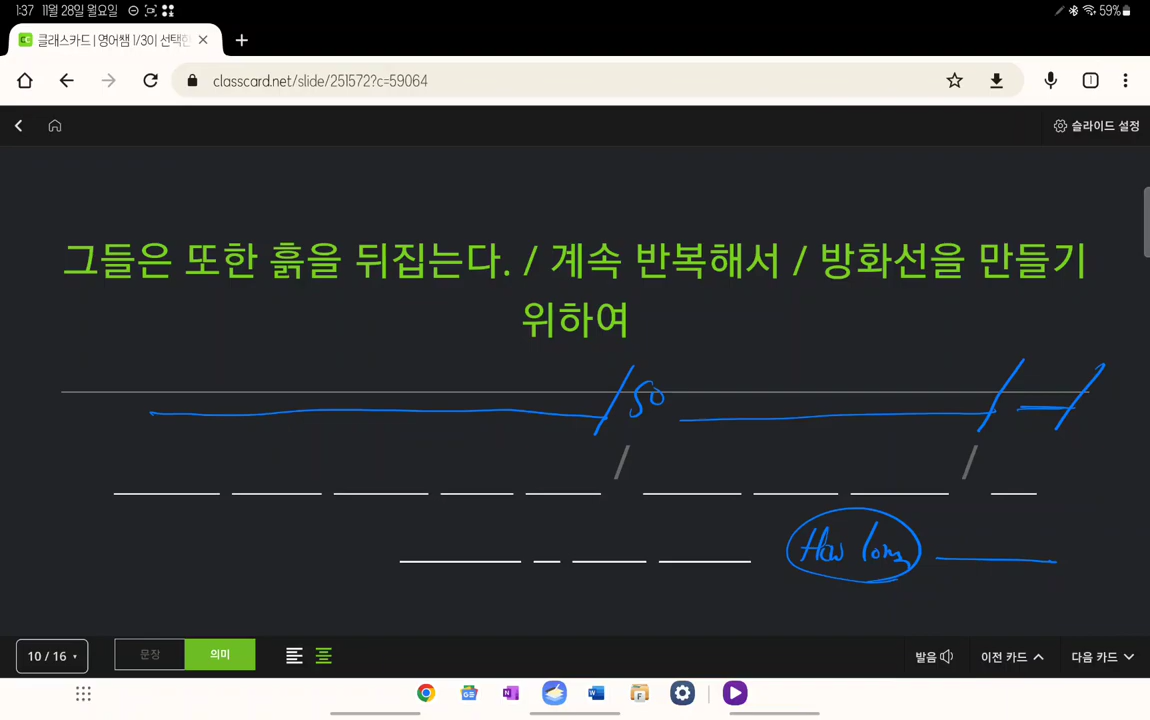 1:37 11월 28일 월요일
59%
클래스카드 | 영어쌤 1/3이 선택한
classcard.net/slide/251572?c=59064
슬라이드 설정
그들은 또한 흙을 뒤집는다. / 계속 반복해서 / 방화선을 만들기
위하여
/ so / /
/ /
How long
10 / 16 문장 의미 발음 이전 카드 다음 카드